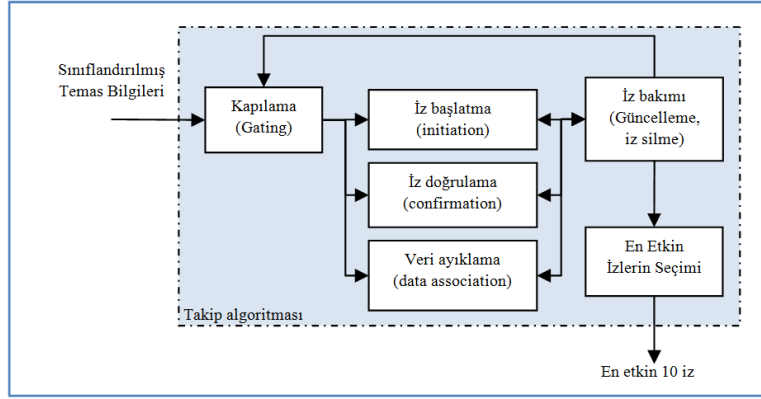 Sınıflandırılmış
Temas Bilgileri
Kapılama
(Gating)
İz başlatma
(initiation)
İz doğrulama
(confirmation)
Veri ayıklama
(data association)
İz bakımı
(Güncelleme,
iz silme)
En Etkin
İzlerin Seçimi
Takip algoritması
En etkin 10 iz